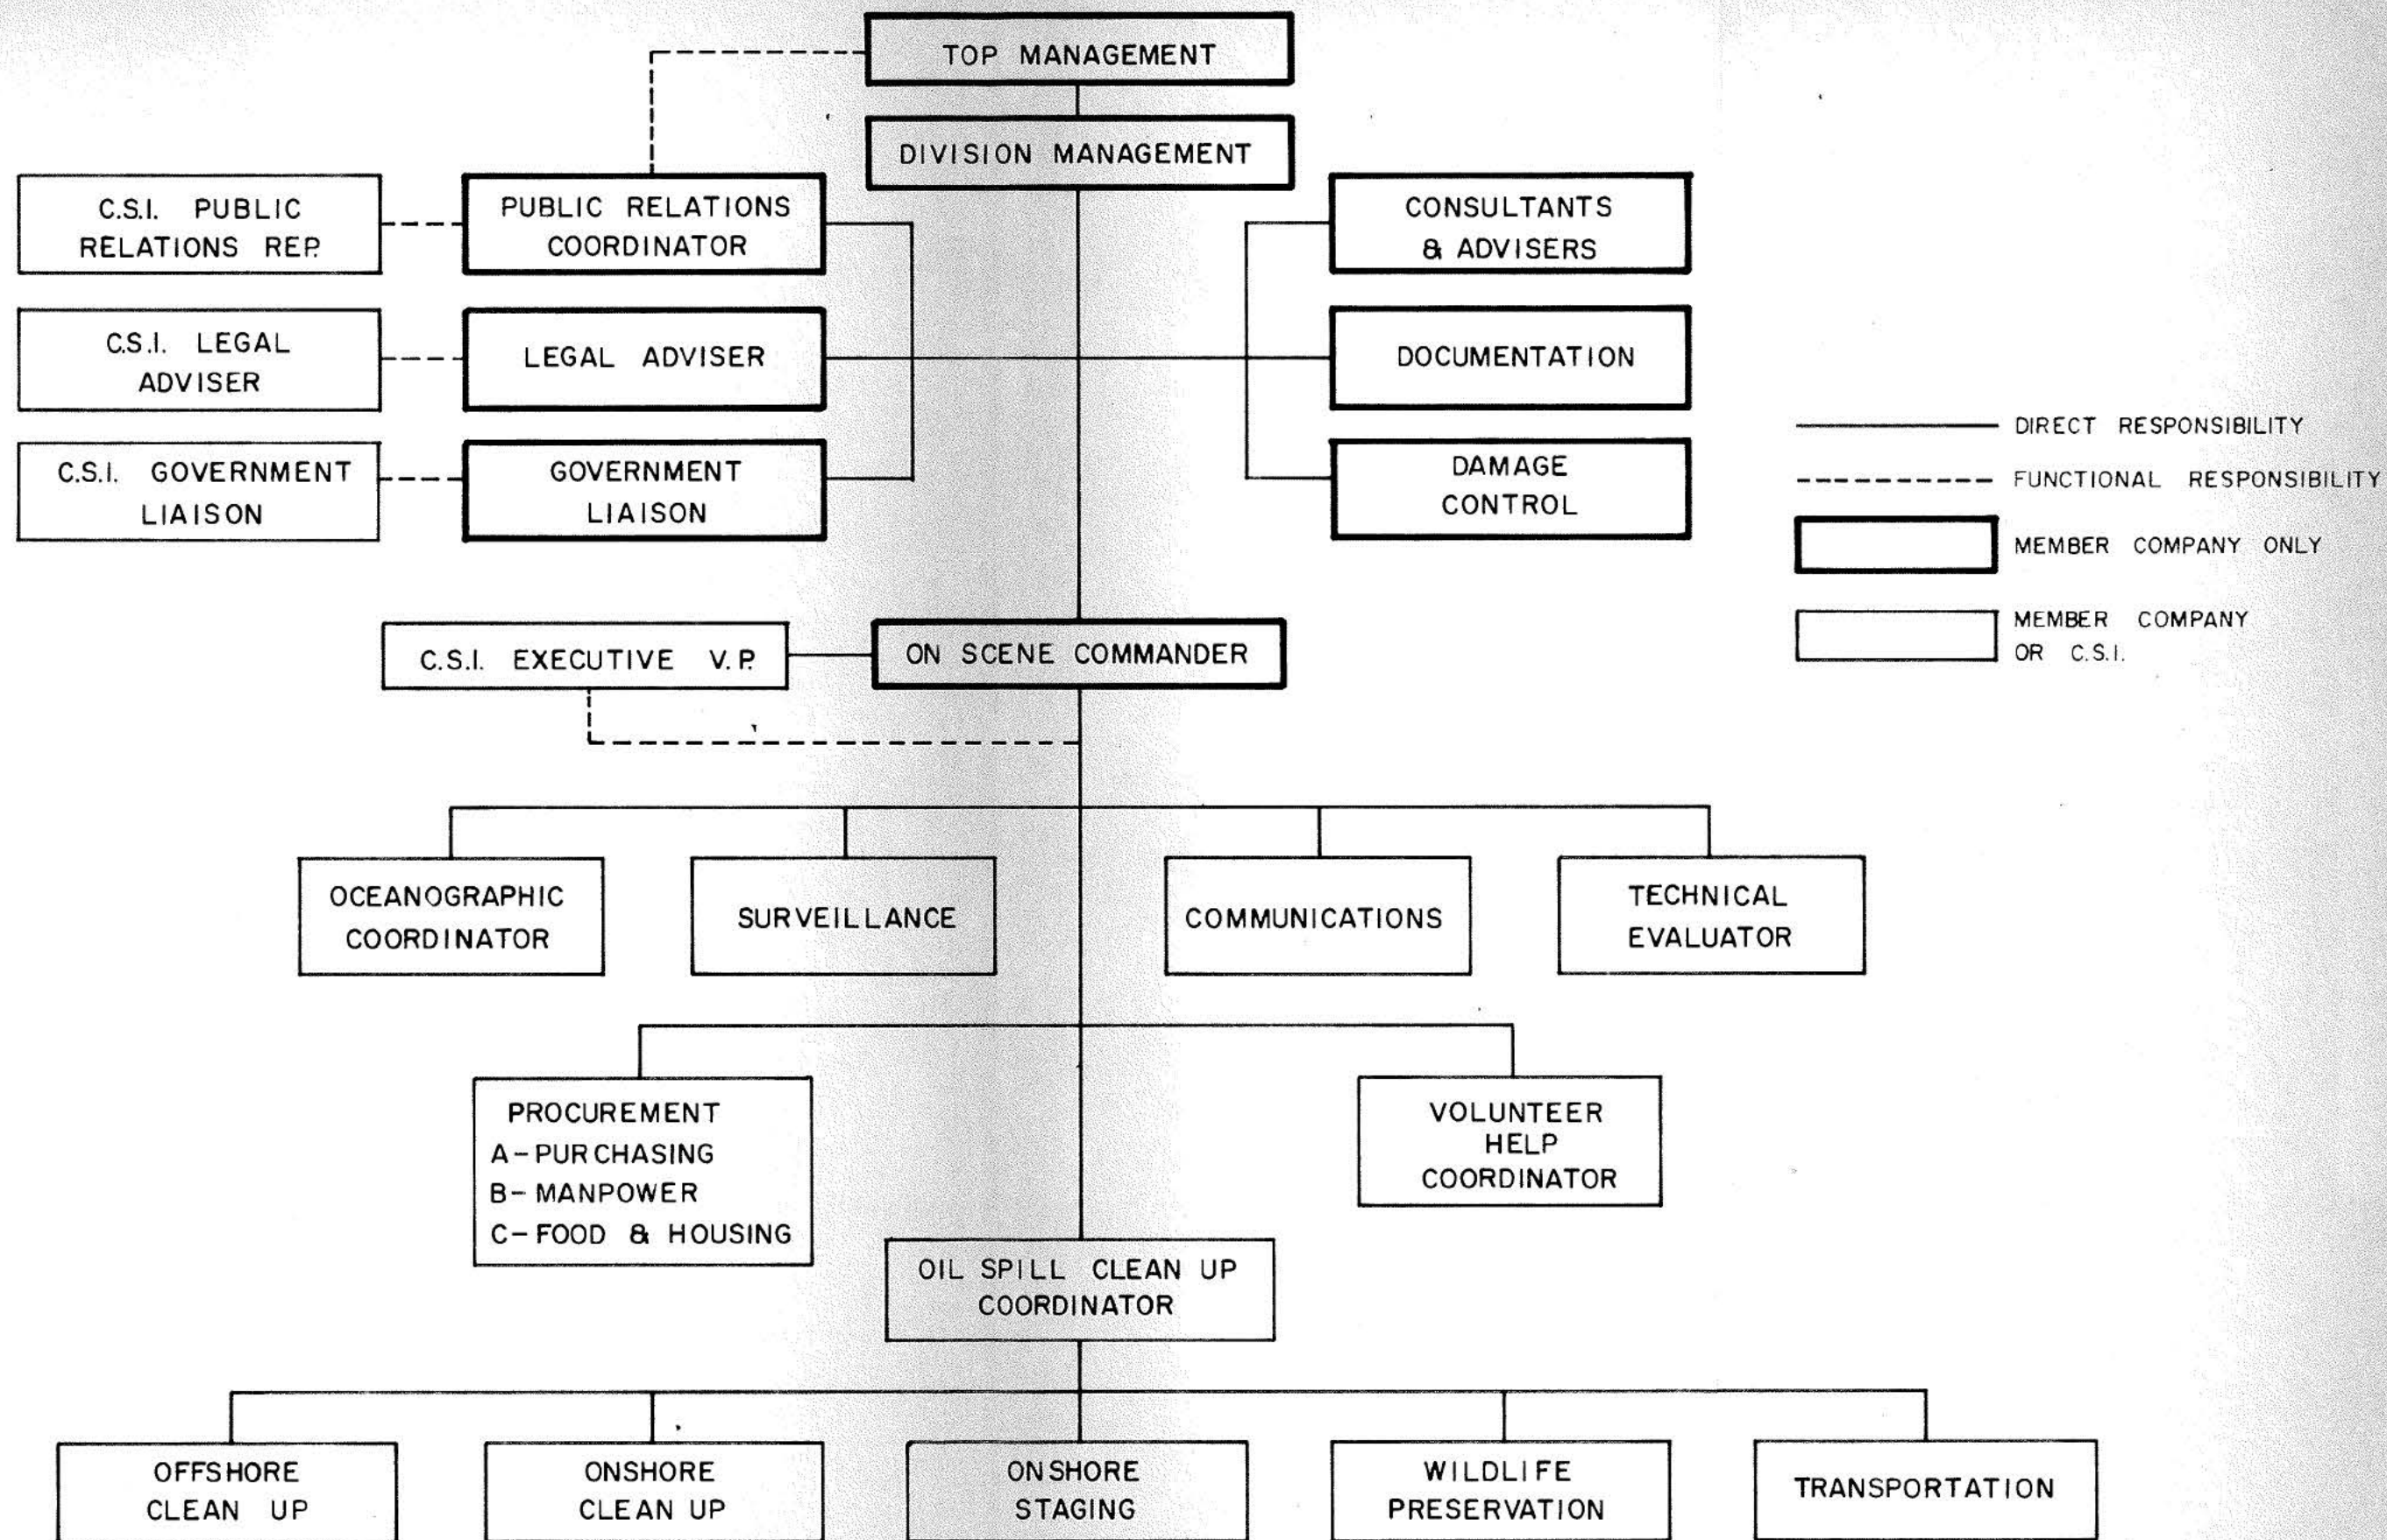 TOP MANAGEMENT
DIVISION MANAGEMENT
C.S.I. PUBLIC
RELATIONS REP.
PUBLIC RELATIONS
COORDINATOR
CONSULTANTS
& ADVISERS
C.S.I. LEGAL
ADVISER
LEGAL ADVISER
DOCUMENTATION
C.S.I. GOVERNMENT
LIAISON
GOVERNMENT
LIAISON
DAMAGE
CONTROL
DIRECT RESPONSIBILITY
FUNCTIONAL RESPONSIBILITY
MEMBER COMPANY ONLY
MEMBER COMPANY
OR C.S.I.
C.S.I. EXECUTIVE V.P.
ON SCENE COMMANDER
OCEANOGRAPHIC
COORDINATOR
SURVEILLANCE
COMMUNICATIONS
TECHNICAL
EVALUATOR
PROCUREMENT
A-PURCHASING
B-MANPOWER
C-FOOD & HOUSING
VOLUNTEER
HELP
COORDINATOR
OIL SPILL CLEAN UP
COORDINATOR
OFFSHORE
CLEAN UP
ONSHORE
CLEAN UP
ONSHORE
STAGING
WILDLIFE
PRESERVATION
TRANSPORTATION